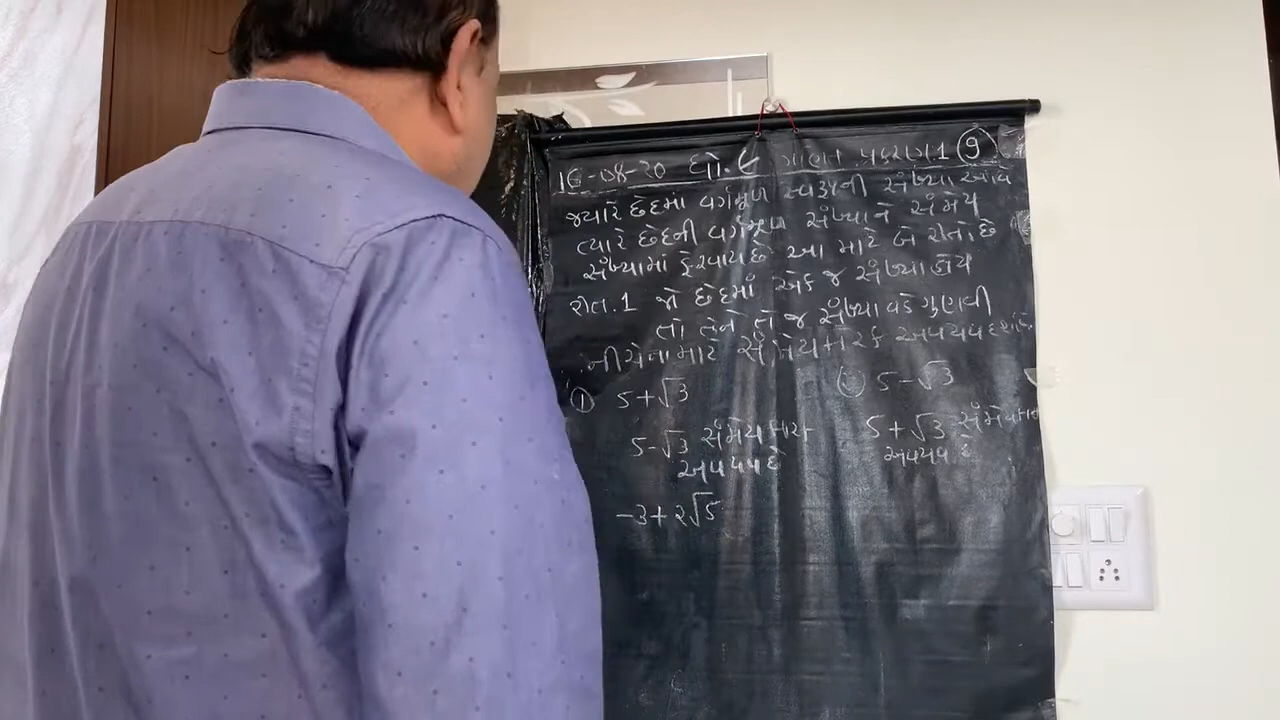 16-08-20 ધો.૯ ગણિત પ્રકરણ.1 (9)
જ્યારે છેદમાં વર્ગમૂળ સ્વરૂપની સંખ્યા આવે
ત્યારે છેદની વર્ગમૂળ સંખ્યાને સંમેય
સંખ્યામાં ફેરવાય છે આ માટે બે રીતો છે
રીત.1 જો છેદમાં એક જ સંખ્યા હોય
તો તેને તે જ સંખ્યા વડે ગુણવી
નીચેના માટે સંમેયકારક અવયવ
① 5+√3
5-√3 સંમેયકારક
અવયવ છે
5-√3
5+√3
અવયવ છે
-3+2√5